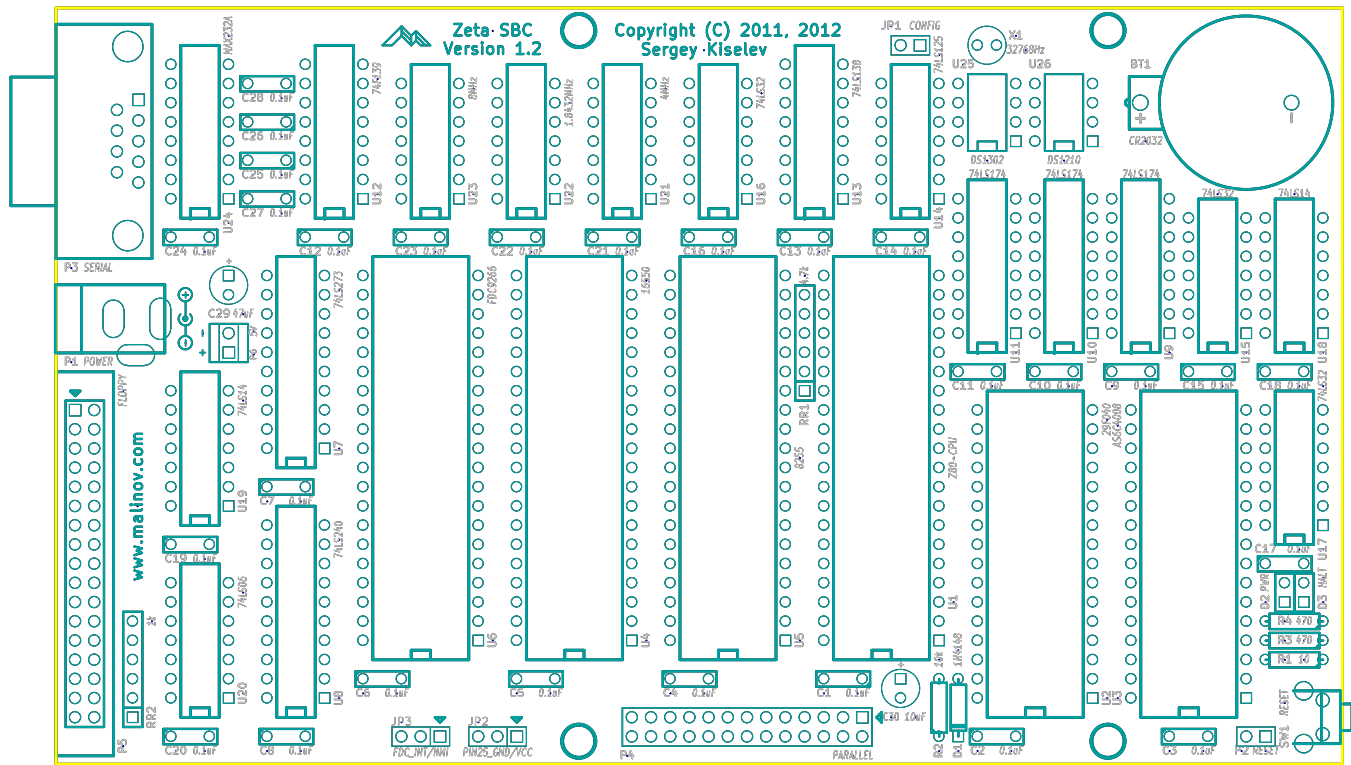 Zeta SBC
Version 1.2
Copyright (C) 2011, 2012
Sergey Kiselev
JP1 CONFIG
X1
32768Hz
U25
U26
BT1
CR2032
DS1302
DS1210
MAX232A
C28 0.1uF
C26 0.1uF
C25 0.1uF
C27 0.1uF
U24
74LS139
U12
8MHz
U23
1.8432MHz
U22
4MHz
U21
74LS32
U16
74LS138
U13
74LS125
U14
C24 0.1uF
C12 0.1uF
C23 0.1uF
C22 0.1uF
C21 0.1uF
C16 0.1uF
C13 0.1uF
C14 0.1uF
74LS174
74LS174
74LS174
74LS32
74LS14
U11
U10
U9
U15
U18
C11 0.1uF
C10 0.1uF
C9 0.1uF
C15 0.1uF
C18 0.1uF
P3 SERIAL
P1 POWER
C29 47uF
+
-
5V
FLOPPY
74LS14
U19
C19 0.1uF
www.malinov.com
74LS273
U7
C7 0.1uF
74LS240
U8
C8 0.1uF
74LS06
U20
C20 0.1uF
1k
RR2
P5
FDC9266
U6
C6 0.1uF
16550
U4
C5 0.1uF
8255
U5
C4 0.1uF
4.7k
RR1
Z80-CPU
U1
C1 0.1uF
C30 10uF
10k
R2
1N4148
D1
29F040
U2
C2 0.1uF
AS6C4008
U3
C3 0.1uF
74LS32
U17
C17 0.1uF
D2 PWR
D3 HALT
R4 470
R3 470
R1 10
SW1 RESET
P2 RESET
JP3
FDC_INT/NMI
JP2
PIN25_GND/VCC
P4
PARALLEL